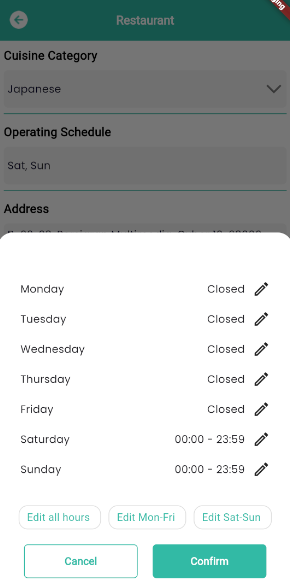 Restaurant
Cuisine Category
Japanese
Operating Schedule
Sat, Sun
Address
Monday Closed
Tuesday Closed
Wednesday Closed
Thursday Closed
Friday Closed
Saturday 00:00 - 23:59
Sunday 00:00 - 23:59
Edit all hours Edit Mon-Fri Edit Sat-Sun
Cancel Confirm